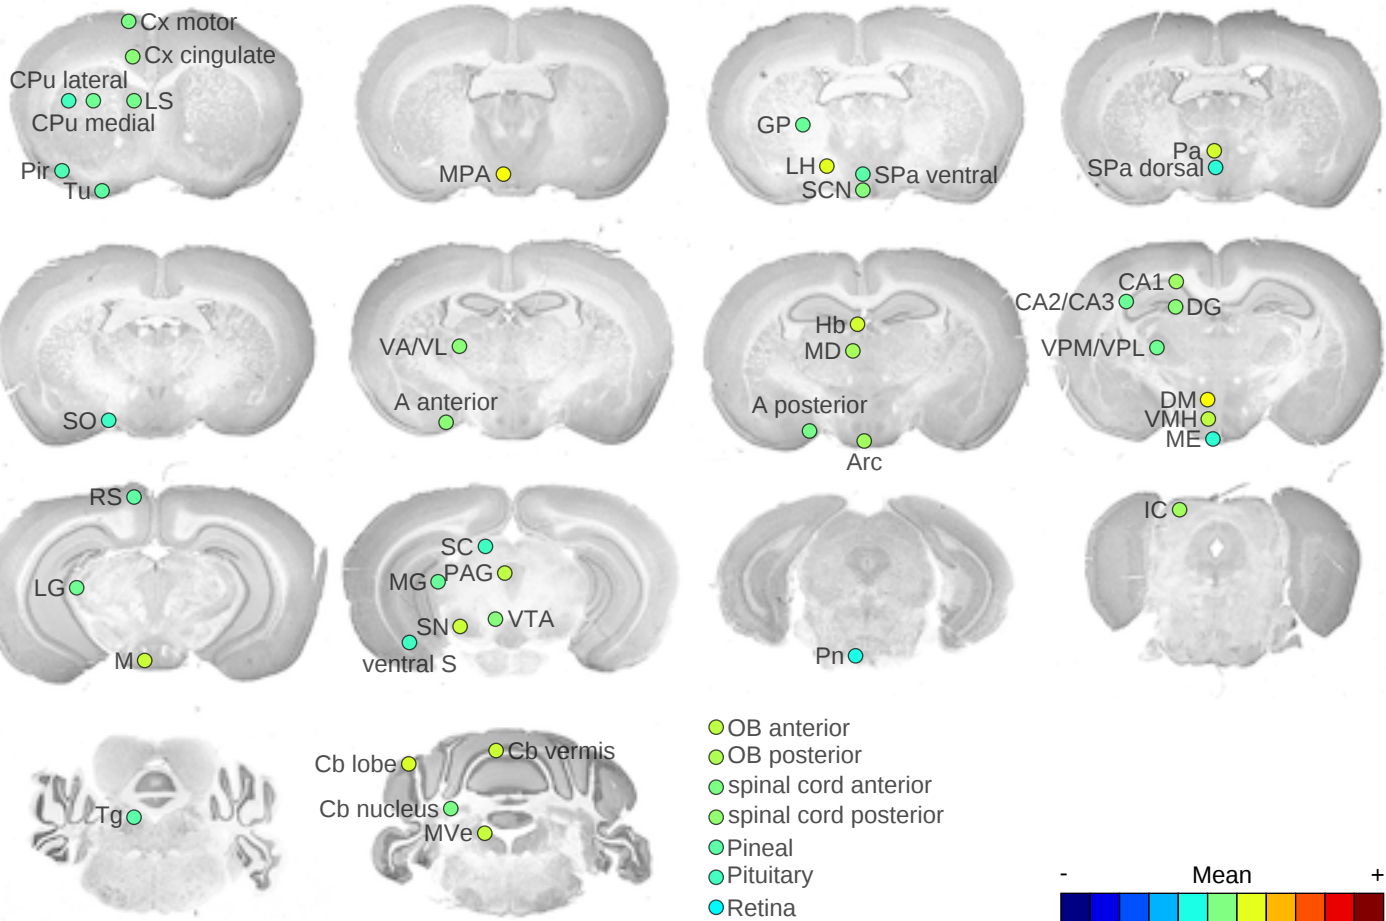 Cx motor
Cx cingulate
CPu lateral
LS
CPu medial
Pir
Tu
MPA
GP
LH
SPa ventral
SCN
Pa
SPa dorsal
SO
VA/VL
A anterior
Hb
MD
A posterior
Arc
CA1
CA2/CA3
DG
VPM/VPL
DM
VMH
ME
RS
LG
M
SC
MG
PAG
SN
VTA
ventral S
Pn
IC
Tg
Cb lobe
Cb vermis
Cb nucleus
MVe
OB anterior
OB posterior
spinal cord anterior
spinal cord posterior
Pineal
Pituitary
Retina
- Mean +